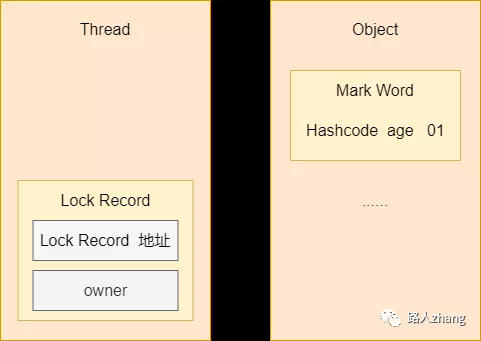 Thread
Lock Record
Lock Record 地址
owner
Object
Mark Word
Hashcode age 01
......
路人zhang